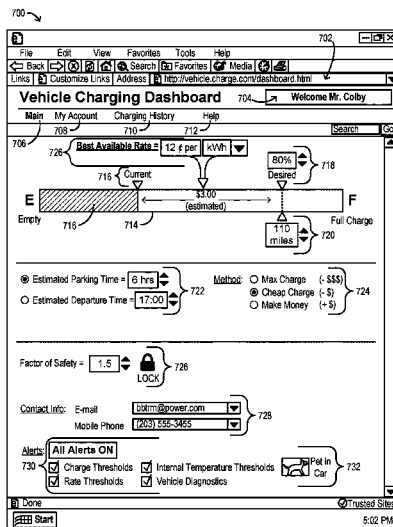 700
702
File Edit View Favorites Tools Help
Back Search Favorites Media
Links Customize Links Address http://vehicle.charge.com/dashboard.html
Vehicle Charging Dashboard 704 Welcome Mr. Colby
Main My Account Charging History Help
706 708 710 712 Search Go
726 Best Available Rate = 12 ¢ per kWh
80% 718
716 Current Desired
E $3.00 F
(estimated)
Empty 716 714 Full Charge
110 miles 720
Estimated Parking Time = 6 hrs 722 Method: Max Charge (- $$$) 724
Cheap Charge (- $)
Estimated Departure Time = 17:00 Make Money (+ $)
Factor of Safety = 1.5 726
LOCK
Contact Info: E-mail bbtrm@power.com 728
Mobile Phone (203) 555-3455
Alerts: All Alerts ON
730 Charge Thresholds Internal Temperature Thresholds Pet in Car 732
Rate Thresholds Vehicle Diagnostics
Done Trusted Sites
Start 5:02 PM